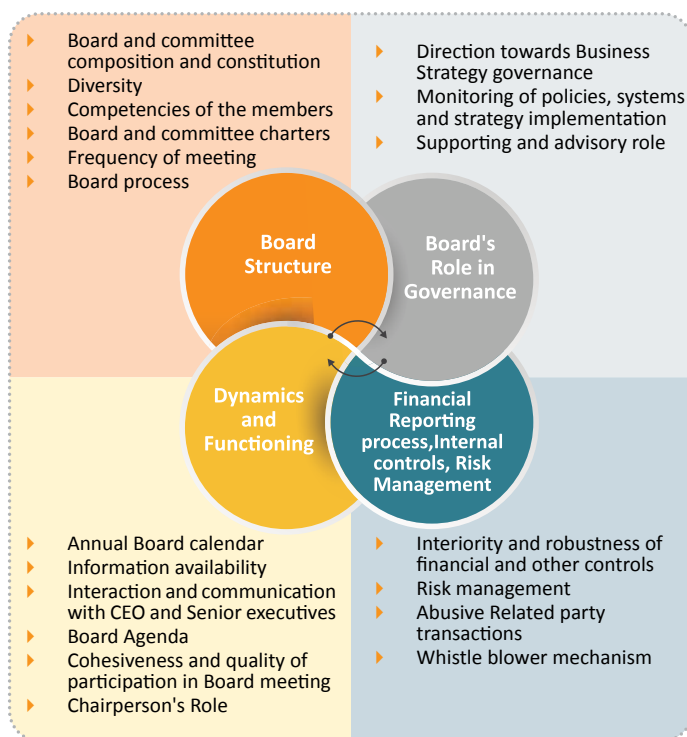 Board and committee
composition and constitution
Diversity
Competencies of the members
Board and committee charters
Frequency of meeting
Board process
Direction towards Business
Strategy governance
Monitoring of policies, systems
and strategy implementation
Supporting and advisory role
Board
Structure
Board's
Role in
Governance
Dynamics
and
Functioning
Financial
Reporting
process,Internal
controls, Risk
Management
Annual Board calendar
Information availability
Interaction and communication
with CEO and Senior executives
Board Agenda
Cohesiveness and quality of
participation in Board meeting
Chairperson's Role
Interiority and robustness of
financial and other controls
Risk management
Abusive Related party
transactions
Whistle blower mechanism